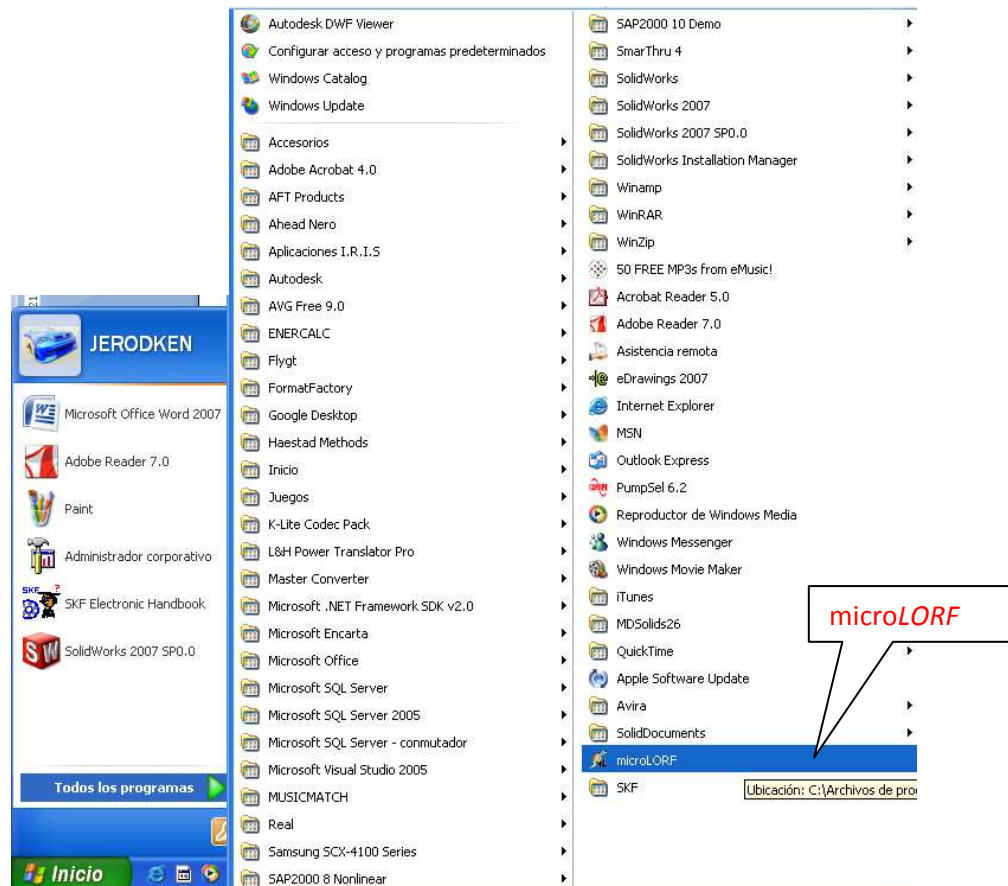 21
JERODKEN
Microsoft Office Word 2007
Adobe Reader 7.0
Paint
Administrador corporativo
SKF ?
SKF Electronic Handbook
SW
SolidWorks 2007 SP0.0
Todos los programas
Inicio
Autodesk DWF Viewer
Configurar acceso y programas predeterminados
Windows Catalog
Windows Update
Accesorios
Adobe Acrobat 4.0
AFT Products
Ahead Nero
Aplicaciones I.R.I.S
Autodesk
AVG Free 9.0
ENERCALC
Flygt
FormatFactory
Google Desktop
Haestad Methods
Inicio
Juegos
K-Lite Codec Pack
L&H Power Translator Pro
Master Converter
Microsoft .NET Framework SDK v2.0
Microsoft Encarta
Microsoft Office
Microsoft SQL Server
Microsoft SQL Server 2005
Microsoft SQL Server - conmutador
Microsoft Visual Studio 2005
MUSICMATCH
Real
Samsung SCX-4100 Series
SAP2000 8 Nonlinear
SAP2000 10 Demo
SmarThru 4
SolidWorks
SolidWorks 2007
SolidWorks 2007 SP0.0
SolidWorks Installation Manager
Winamp
WinRAR
WinZip
50 FREE MP3s from eMusic!
Acrobat Reader 5.0
Adobe Reader 7.0
Asistencia remota
eDrawings 2007
Internet Explorer
MSN
Outlook Express
PumpSel 6.2
Reproductor de Windows Media
Windows Messenger
Windows Movie Maker
iTunes
MDSolids26
QuickTime
Apple Software Update
Avira
SolidDocuments
microLORF
SKF
Ubicación: C:\Archivos de pro
microLORF